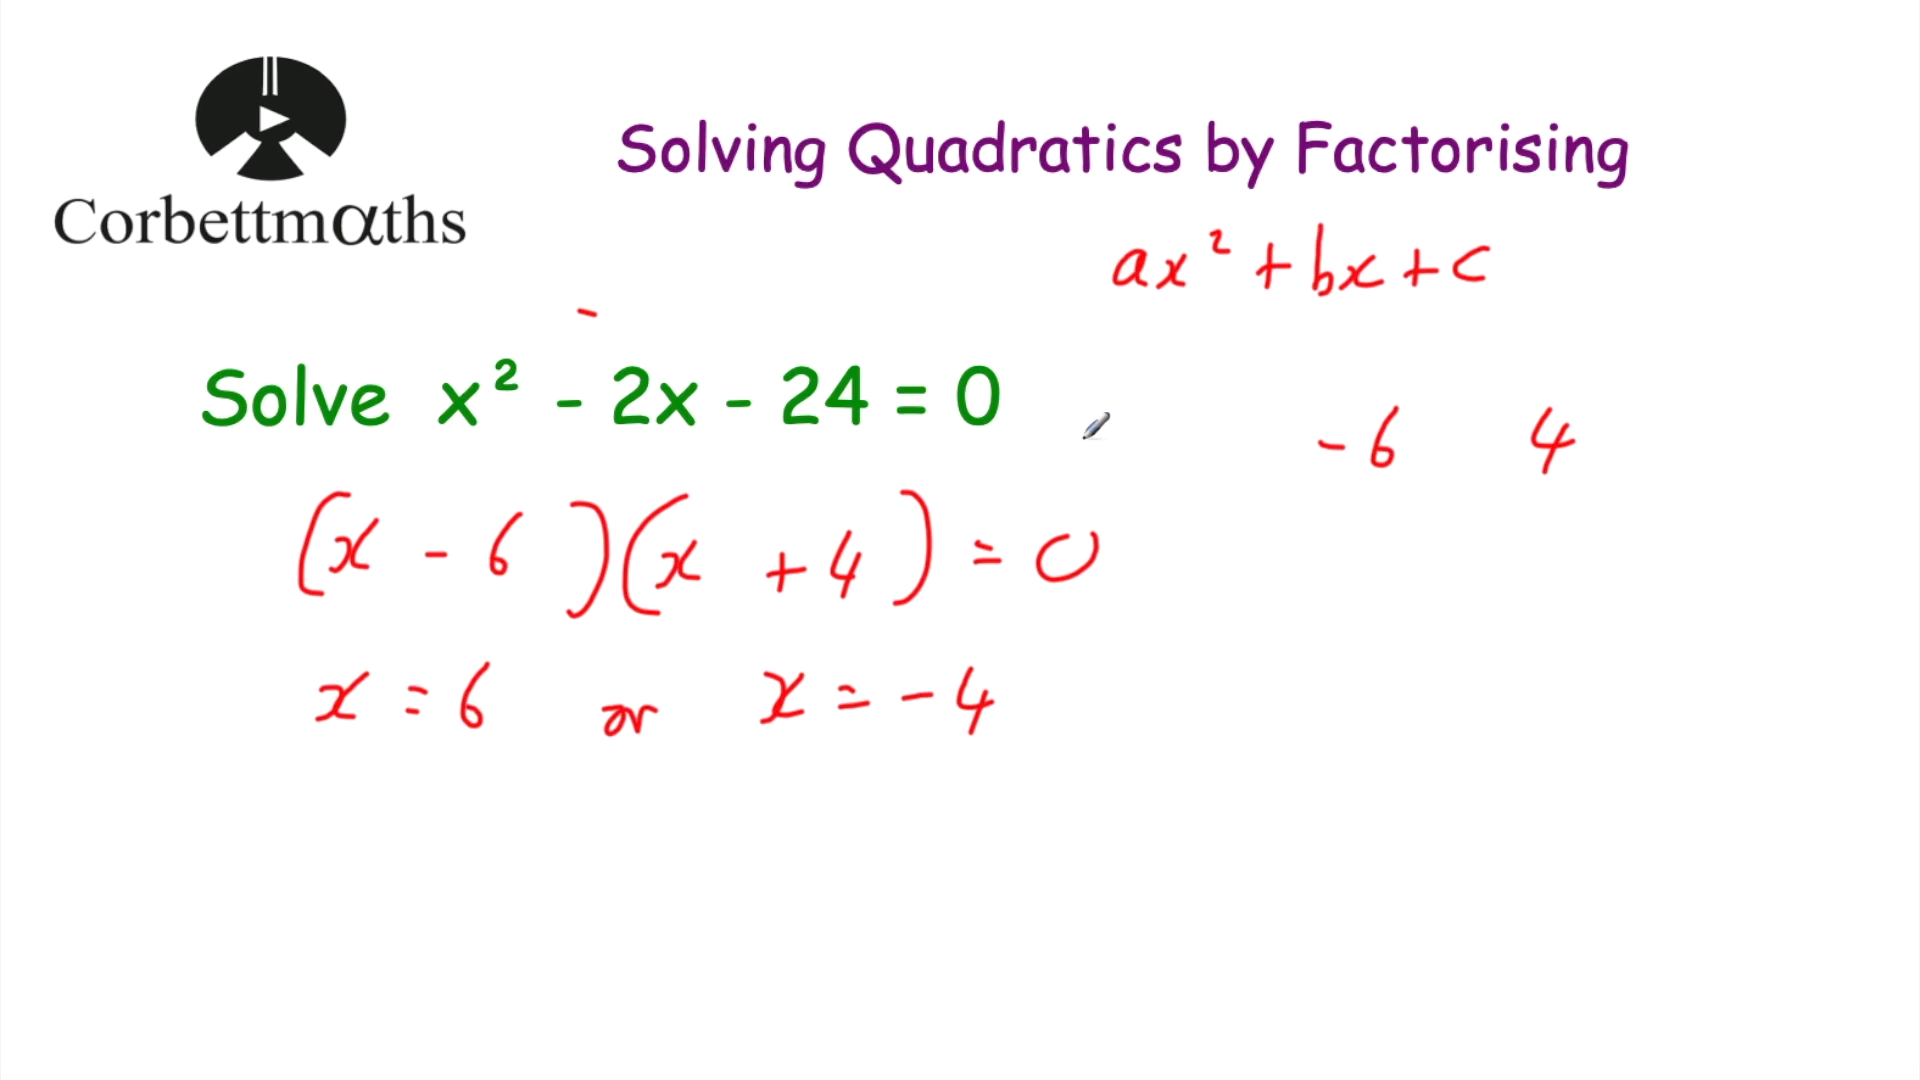 Corbettmαths
Solving Quadratics by Factorising
ax² + bx + c
-
Solve x² - 2x - 24 = 0
-6 4
(x - 6)(x + 4) = 0
x = 6 or x = -4